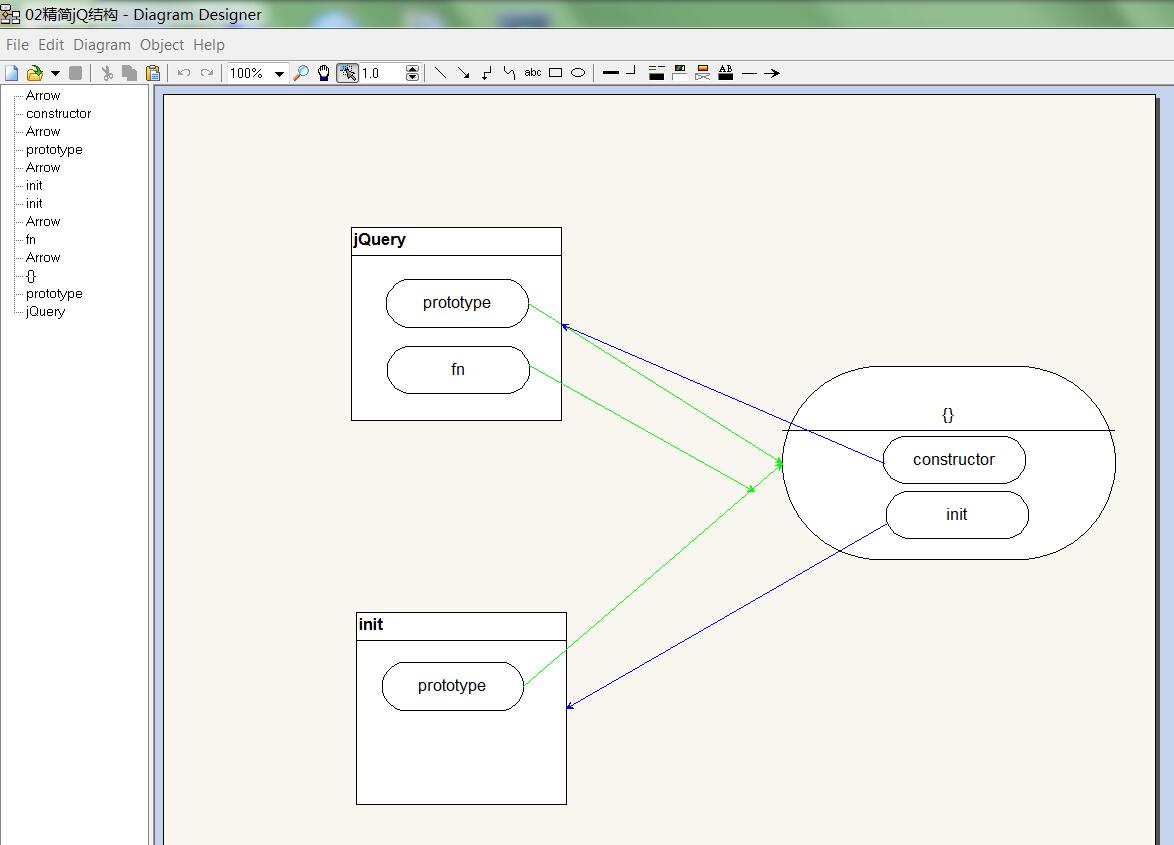 02精简jQ结构 - Diagram Designer
File Edit Diagram Object Help
100% 1.0 abc AB
Arrow
constructor
Arrow
prototype
Arrow
init
init
Arrow
fn
Arrow
{}
prototype
jQuery
jQuery
prototype
fn
{}
constructor
init
init
prototype